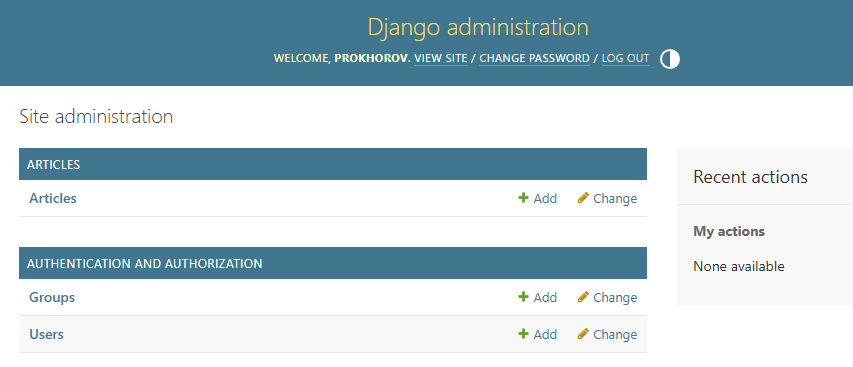 Django administration
WELCOME, PROKHOROV. VIEW SITE / CHANGE PASSWORD / LOG OUT
Site administration
ARTICLES
Articles Add Change
AUTHENTICATION AND AUTHORIZATION
Groups Add Change
Users Add Change
Recent actions
My actions
None available